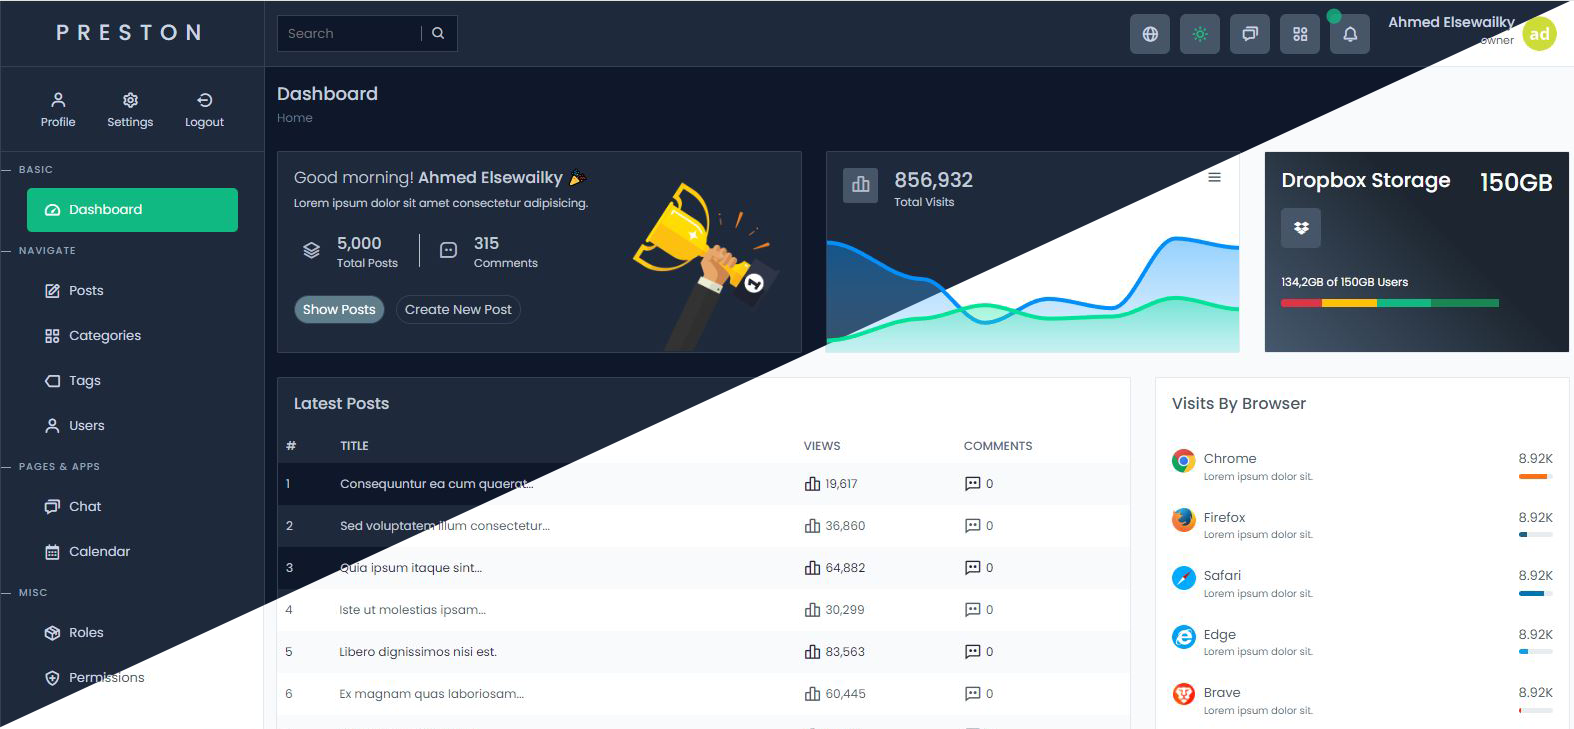 PRESTON
Search
Ahmed Elsewailky
owner
ad
Profile
Settings
Logout
BASIC
Dashboard
NAVIGATE
Posts
Categories
Tags
Users
PAGES & APPS
Chat
Calendar
MISC
Roles
Permissions
Dashboard
Home
Good morning! Ahmed Elsewailky
Lorem ipsum dolor sit amet consectetur adipisicing.
5,000
Total Posts
315
Comments
Show Posts
Create New Post
1
856,932
Total Visits
Dropbox Storage 150GB
134,2GB of 150GB Users
Latest Posts
# TITLE VIEWS COMMENTS
1 Consequuntur ea cum quaerat... 19,617 0
2 Sed voluptatem illum consectetur... 36,860 0
3 Quia ipsum itaque sint... 64,882 0
4 Iste ut molestias ipsam... 30,299 0
5 Libero dignissimos nisi est. 83,563 0
6 Ex magnam quas laboriosam... 60,445 0
Visits By Browser
Chrome 8.92K
Lorem ipsum dolor sit.
Firefox 8.92K
Lorem ipsum dolor sit.
Safari 8.92K
Lorem ipsum dolor sit.
Edge 8.92K
Lorem ipsum dolor sit.
Brave 8.92K
Lorem ipsum dolor sit.